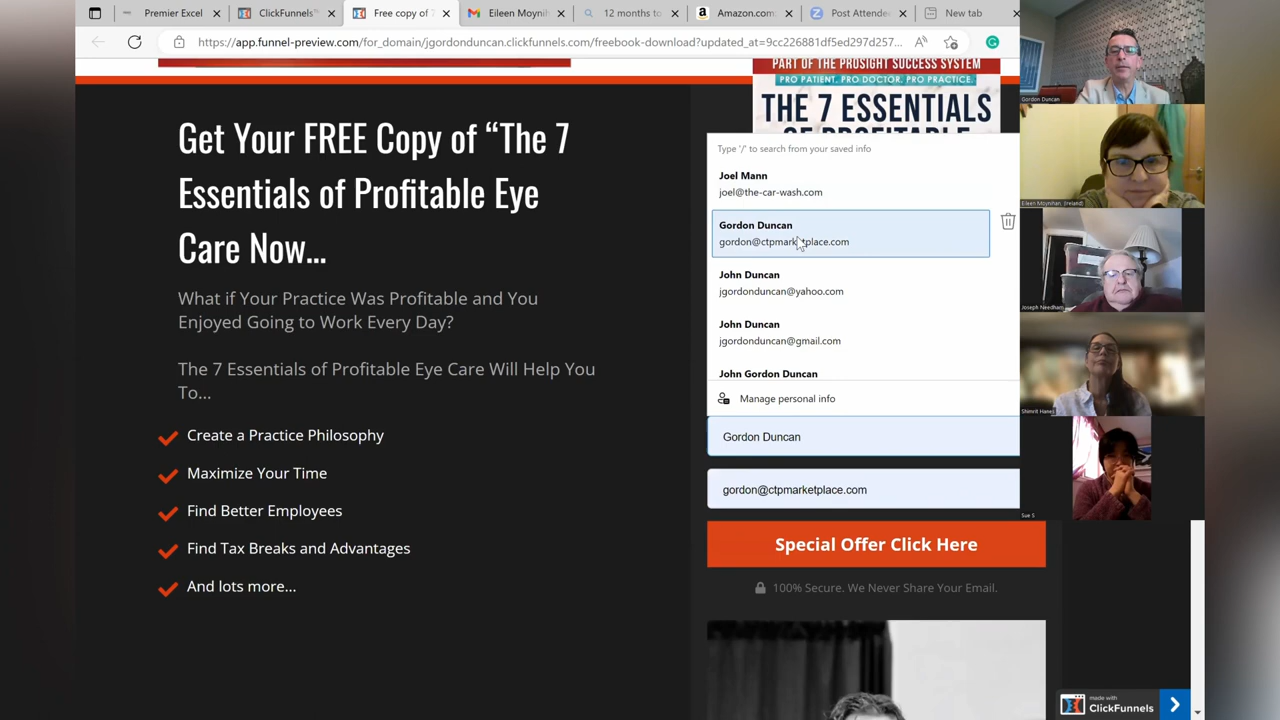 Premier Excel
ClickFunnels™
Free copy of
Eileen Moynih
12 months to
Amazon.com:
Post Attende
New tab
https://app.funnel-preview.com/for_domain/jgordonduncan.clickfunnels.com/freebook-download?updated_at=9cc226881df5ed297d257...
PART OF THE PROSIGHT SUCCESS SYSTEM
PRO PATIENT. PRO DOCTOR. PRO PRACTICE.
THE 7 ESSENTIALS
OF PROFITABLE
Get Your FREE Copy of “The 7
Essentials of Profitable Eye
Care Now...
What if Your Practice Was Profitable and You
Enjoyed Going to Work Every Day?
The 7 Essentials of Profitable Eye Care Will Help You
To...
Create a Practice Philosophy
Maximize Your Time
Find Better Employees
Find Tax Breaks and Advantages
And lots more...
Type '/' to search from your saved info
Joel Mann
joel@the-car-wash.com
Gordon Duncan
gordon@ctpmarketplace.com
John Duncan
jgordonduncan@yahoo.com
John Duncan
jgordonduncan@gmail.com
John Gordon Duncan
Manage personal info
Gordon Duncan
gordon@ctpmarketplace.com
Special Offer Click Here
100% Secure. We Never Share Your Email.
Gordon Duncan
Eileen Moynihan, (Ireland)
Joseph Needham
Shimrit Hanes
Sue S
made with
ClickFunnels